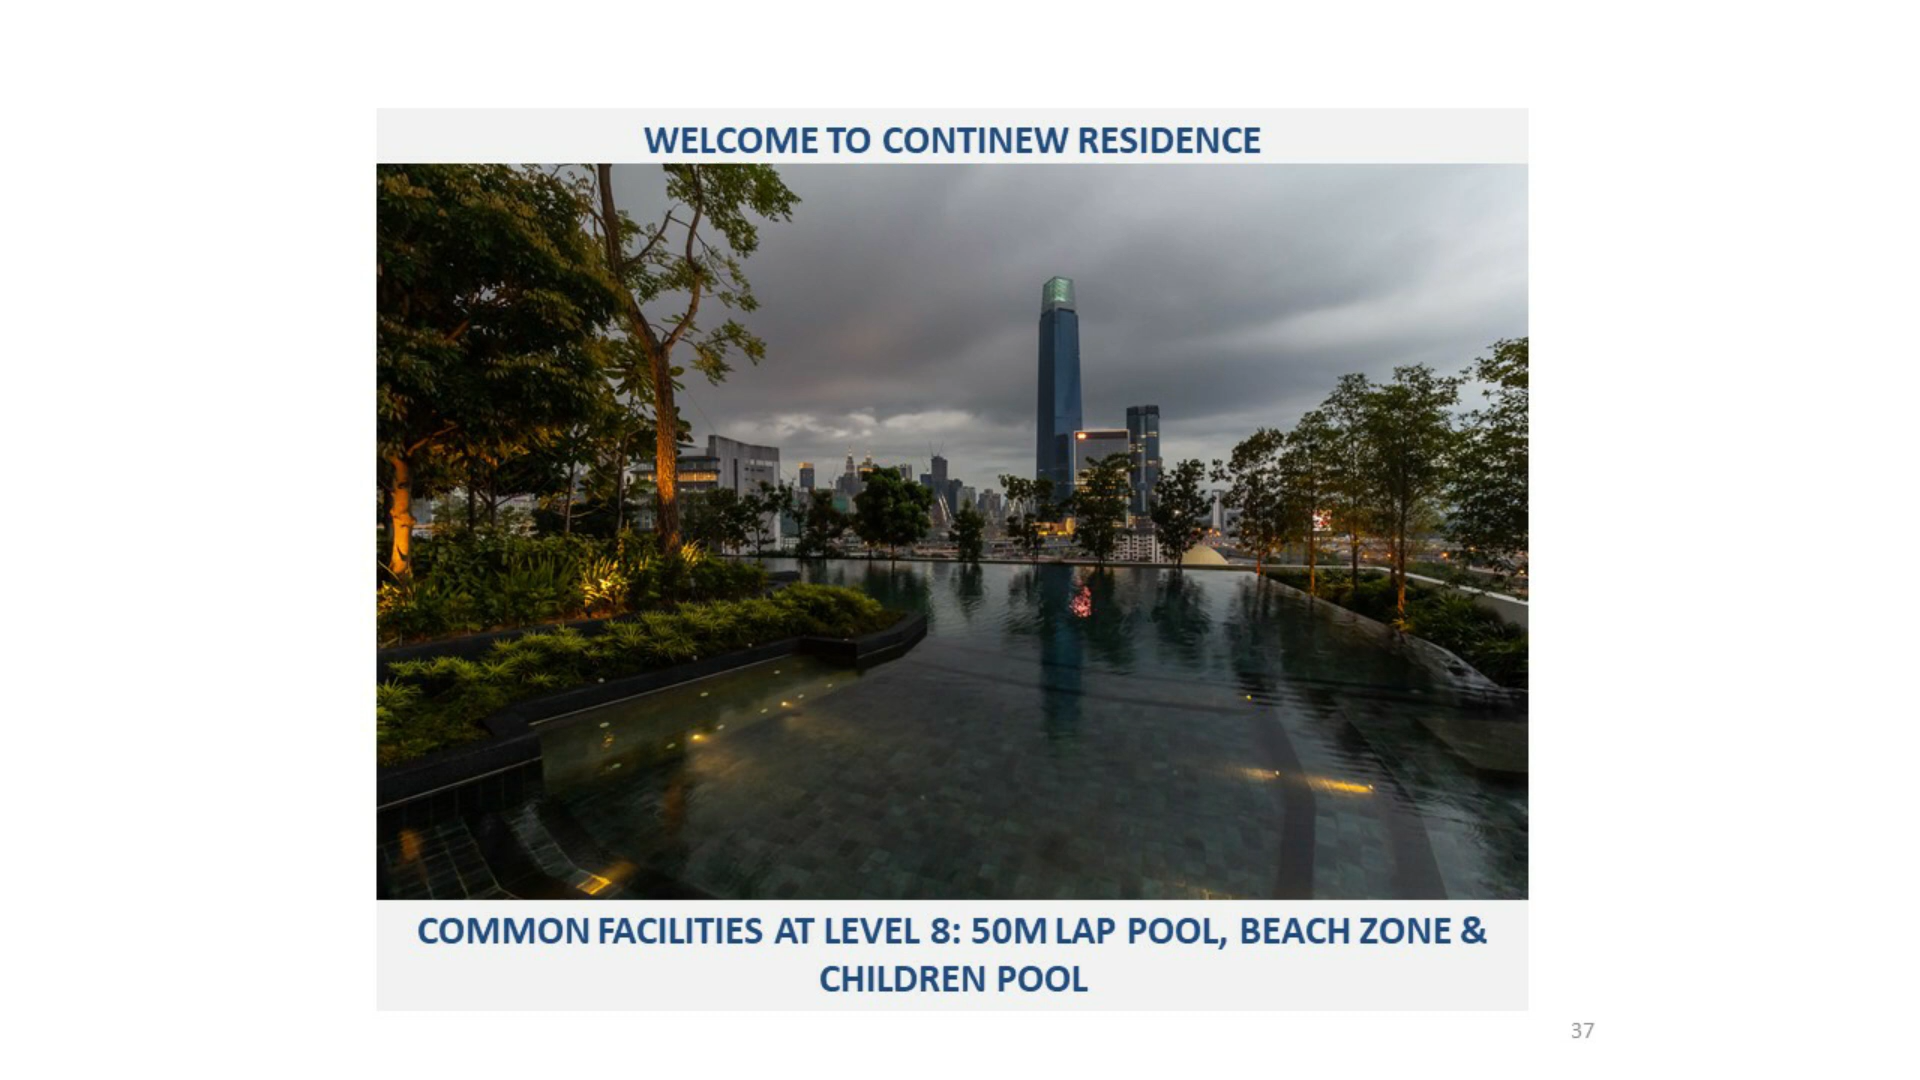 WELCOME TO CONTINEW RESIDENCE
COMMON FACILITIES AT LEVEL 8: 50M LAP POOL, BEACH ZONE &
CHILDREN POOL
37